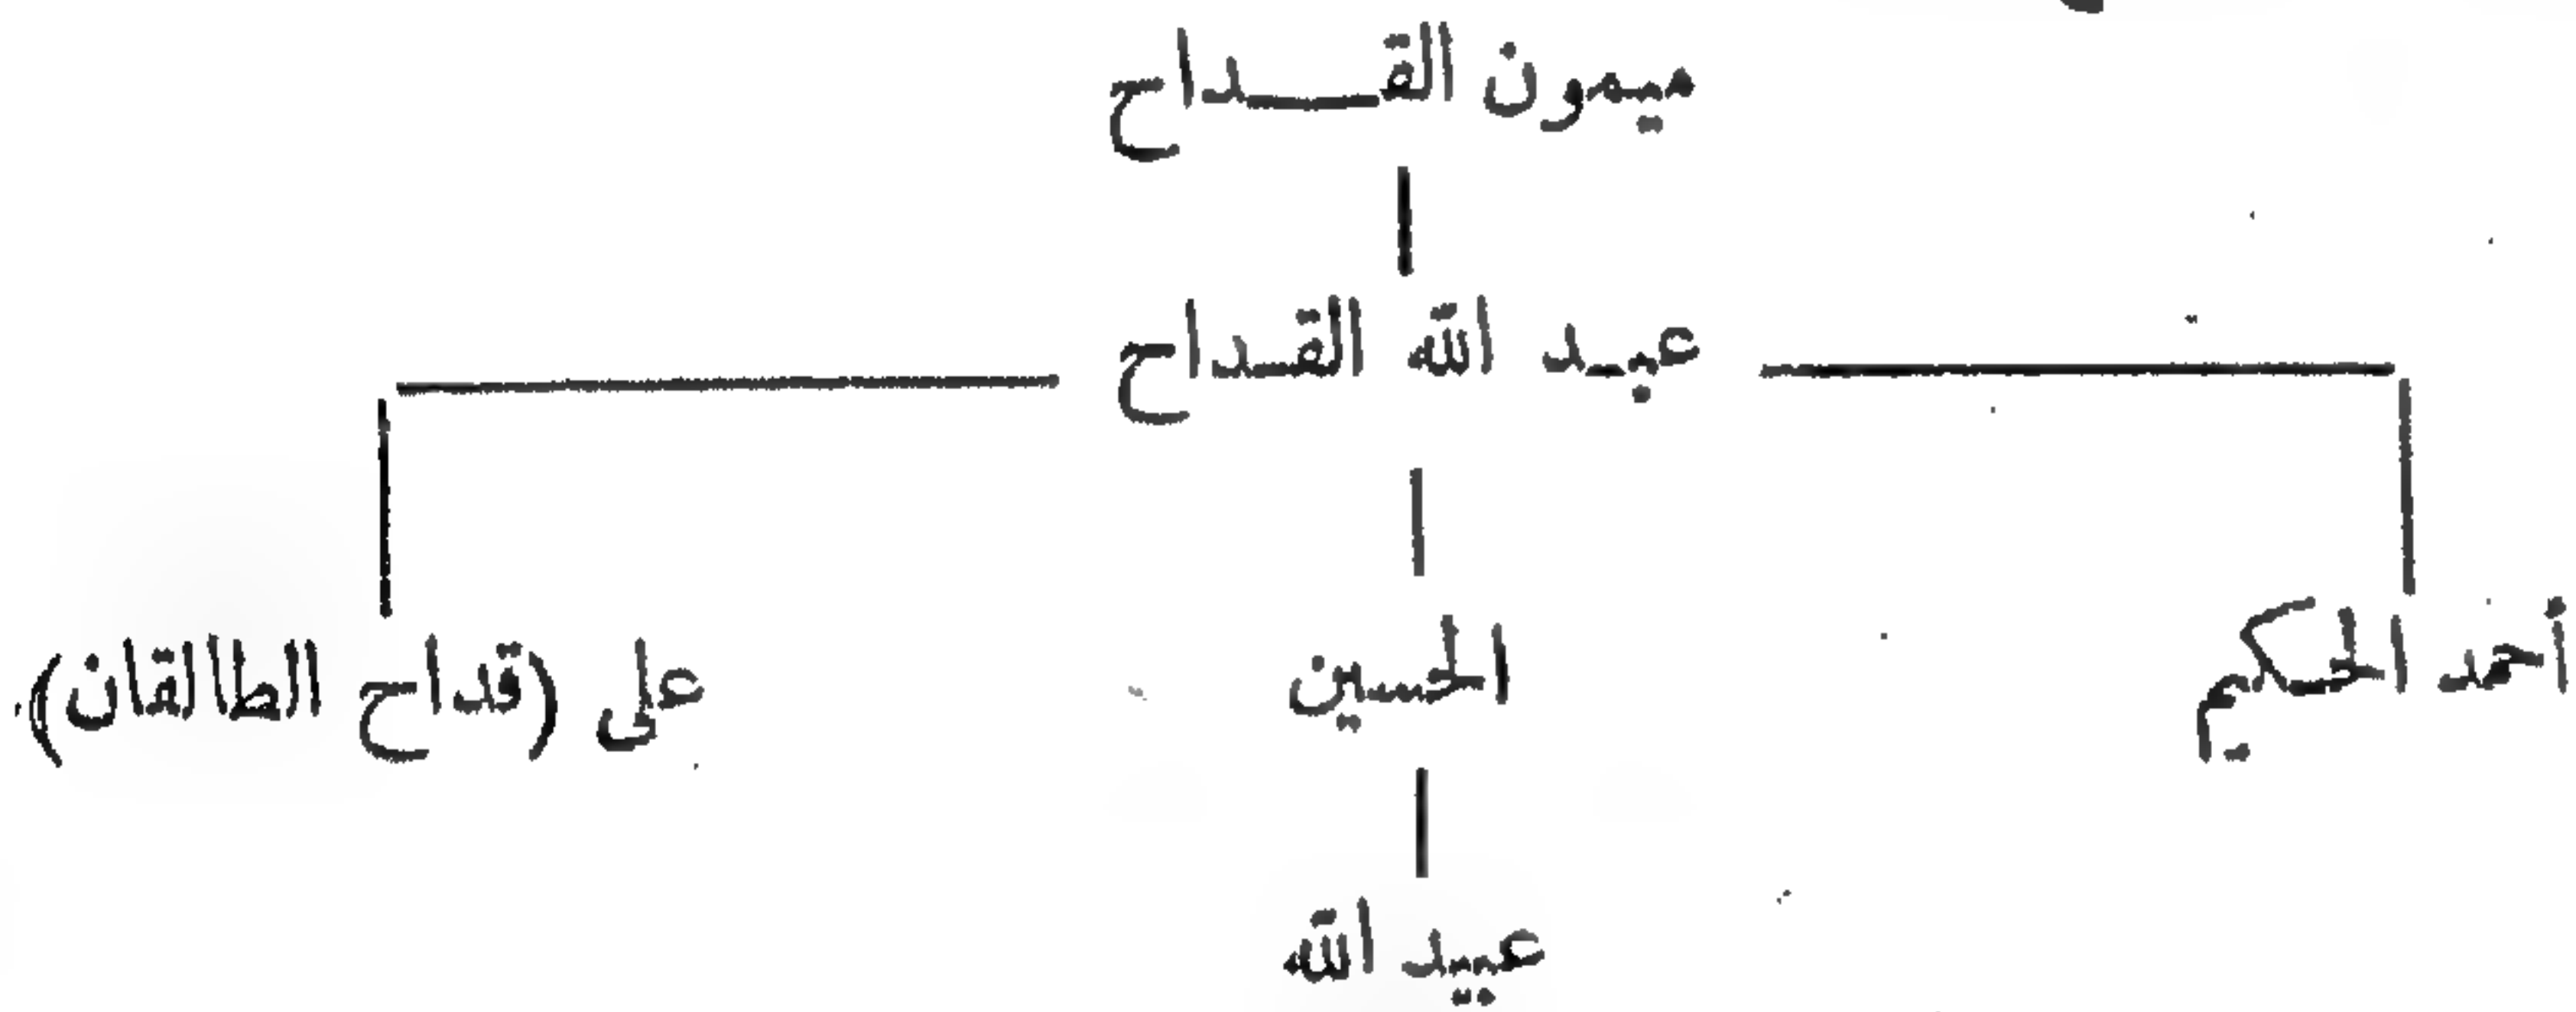 ميمون القداح
عبد الله القداح
أحمد الحكيم
الحسين
على (قداح الطالقان).
عبيد الله